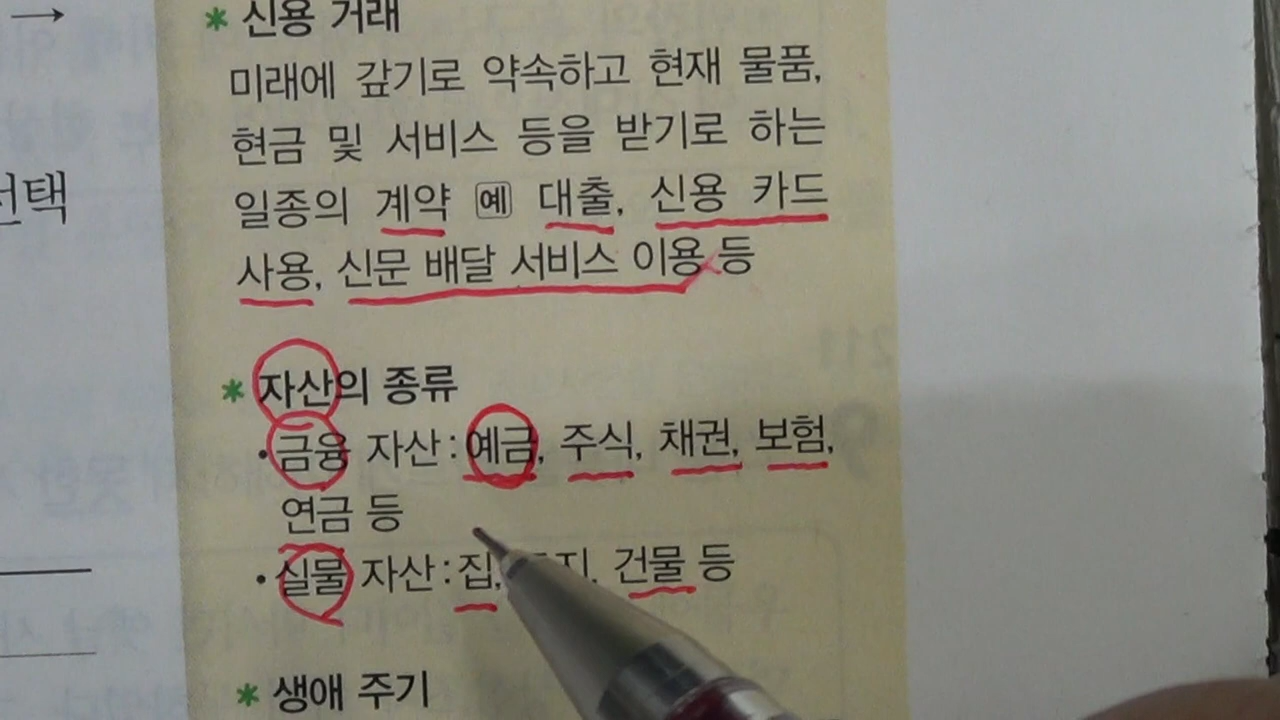 →
* 신용 거래
미래에 갚기로 약속하고 현재 물품,
현금 및 서비스 등을 받기로 하는
선택
일종의 계약 예 대출, 신용 카드
사용, 신문 배달 서비스 이용 등
* 자산의 종류
• 금융 자산 : 예금, 주식, 채권, 보험,
연금 등
• 실물 자산 : 집, 건물 등
* 생애 주기